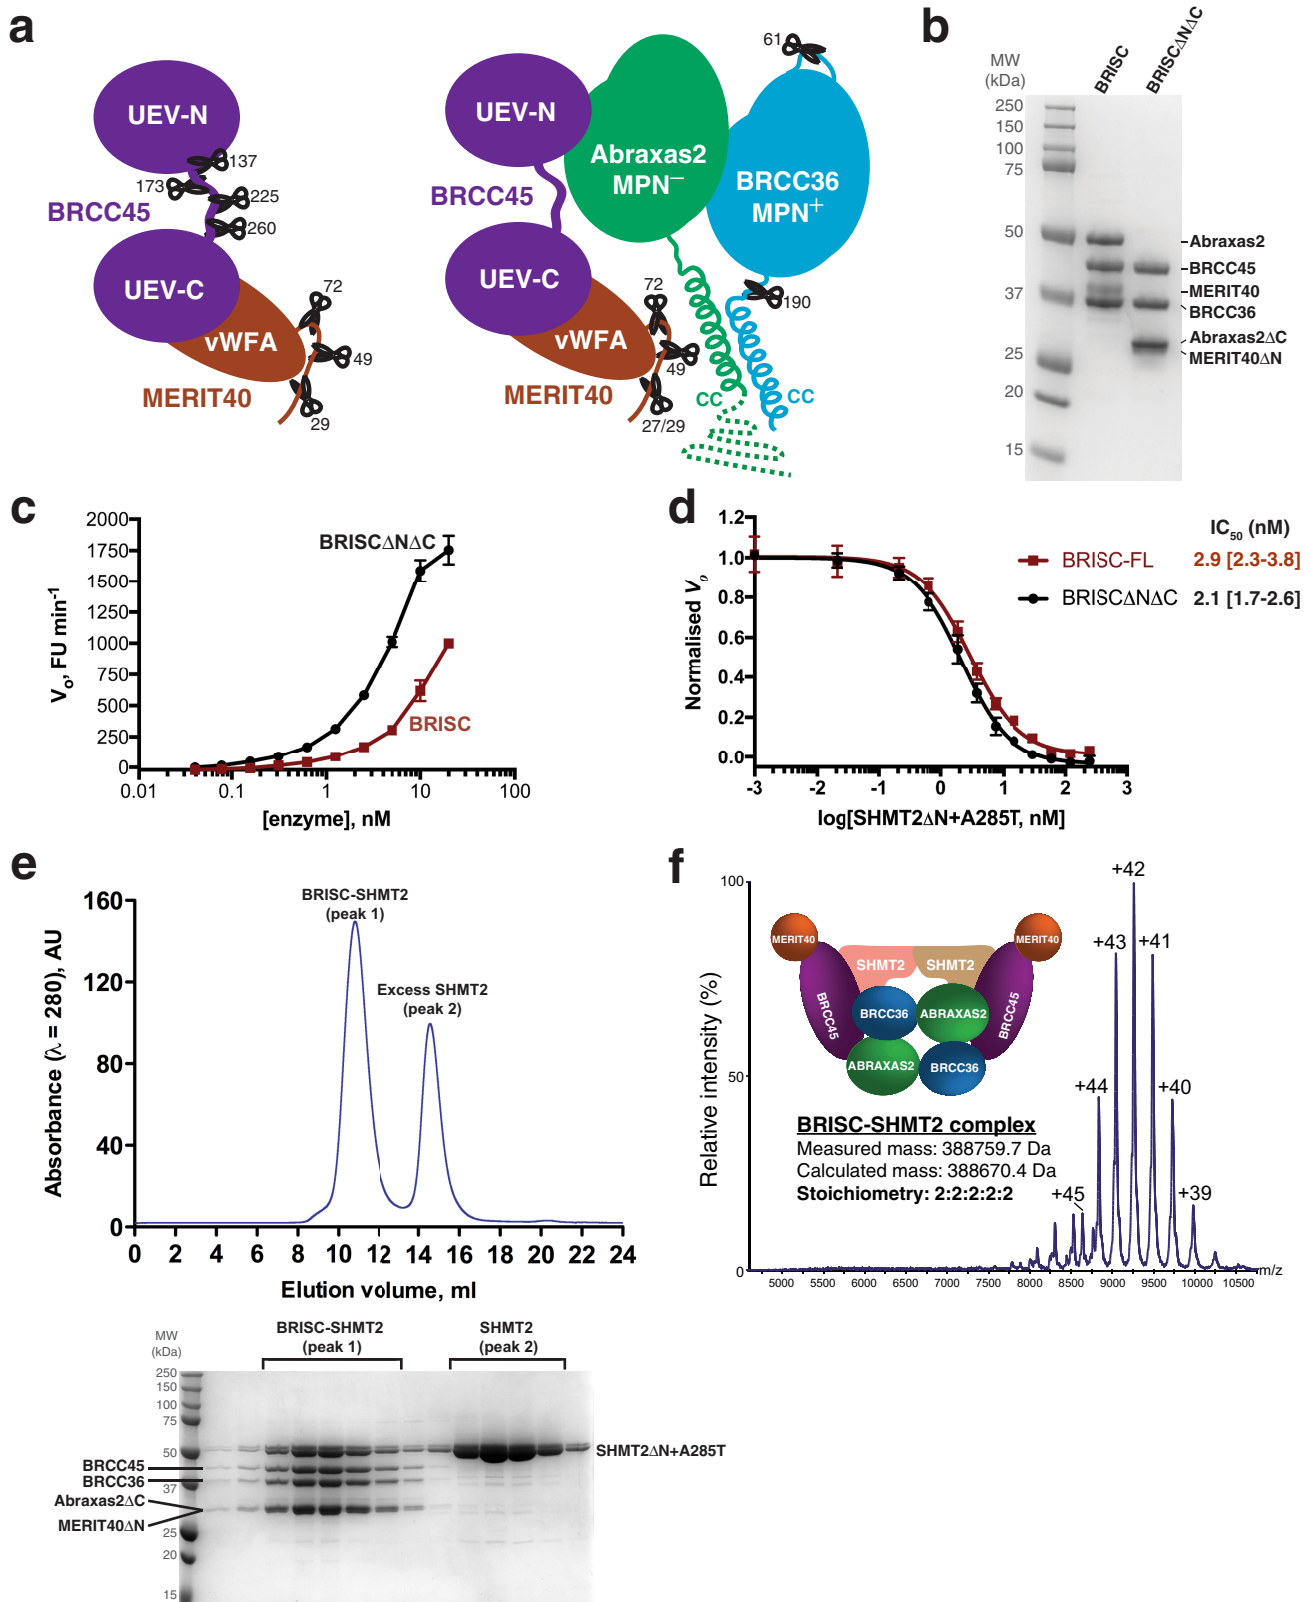 a
UEV-N
137
173
225
BRCC45
260
UEV-C
72
vWFA
49
MERIT40
29
61
UEV-N
Abraxas2
MPN–
BRCC36
MPN+
BRCC45
UEV-C
72
190
vWFA
49
MERIT40
CC
CC
27/29
b
MW
(kDa)
BRISC
BRISCΔNΔC
250
150
100
75
50
37
25
20
15
Abraxas2
BRCC45
MERIT40
BRCC36
Abraxas2ΔC
MERIT40ΔN
c
2000
1750
1500
1250
1000
750
500
250
0
V₀, FU min⁻¹
BRISCΔNΔC
BRISC
0.01
0.1
1
10
100
[enzyme], nM
d
1.2
1.0
0.8
0.6
0.4
0.2
0.0
Normalised V₀
-3
-2
-1
0
1
2
3
log[SHMT2ΔN+A285T, nM]
IC₅₀ (nM)
BRISC-FL 2.9 [2.3-3.8]
BRISCΔNΔC 2.1 [1.7-2.6]
e
160
120
80
40
0
Absorbance (λ = 280), AU
BRISC-SHMT2
(peak 1)
Excess SHMT2
(peak 2)
0 2 4 6 8 10 12 14 16 18 20 22 24
Elution volume, ml
MW
(kDa)
BRISC-SHMT2
(peak 1)
SHMT2
(peak 2)
250
150
100
75
50
37
25
20
15
BRCC45
BRCC36
Abraxas2ΔC
MERIT40ΔN
SHMT2ΔN+A285T
f
100
50
0
Relative intensity (%)
+42
+43
+41
+44
+40
+45
+39
MERIT40
MERIT40
SHMT2
SHMT2
BRCC45
BRCC36
ABRAXAS2
BRCC45
ABRAXAS2
BRCC36
BRISC-SHMT2 complex
Measured mass: 388759.7 Da
Calculated mass: 388670.4 Da
Stoichiometry: 2:2:2:2:2
5000 5500 6000 6500 7000 7500 8000 8500 9000 9500 10000 10500 m/z